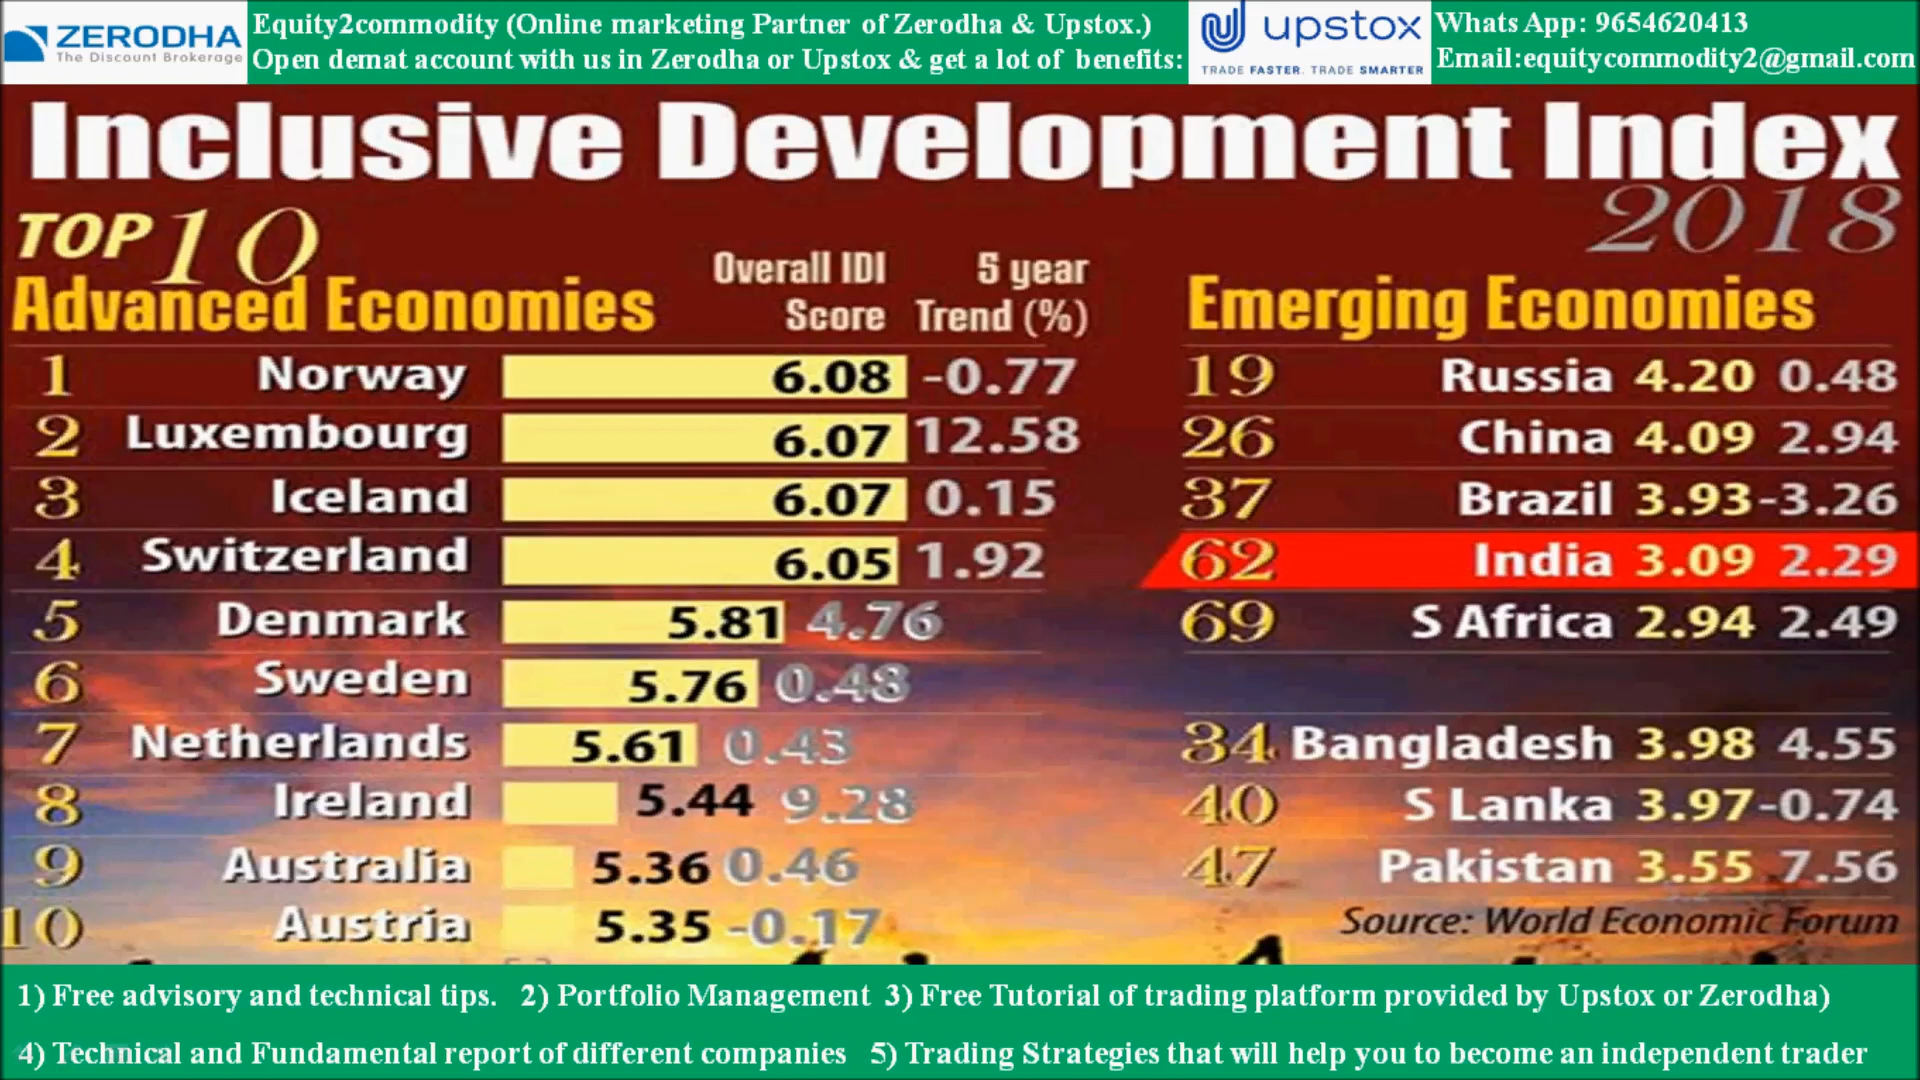 ZERODHA
The Discount Brokerage
Equity2commodity (Online marketing Partner of Zerodha & Upstox.)
Open demat account with us in Zerodha or Upstox & get a lot of benefits:
upstox
TRADE FASTER. TRADE SMARTER
Whats App: 9654620413
Email:equitycommodity2@gmail.com
Inclusive Development Index
2018
TOP 10
Advanced Economies
Overall IDI Score
5 year Trend (%)
1 Norway 6.08 -0.77
2 Luxembourg 6.07 12.58
3 Iceland 6.07 0.15
4 Switzerland 6.05 1.92
5 Denmark 5.81 4.76
6 Sweden 5.76 0.48
7 Netherlands 5.61 0.43
8 Ireland 5.44 9.28
9 Australia 5.36 0.46
10 Austria 5.35 -0.17
Emerging Economies
19 Russia 4.20 0.48
26 China 4.09 2.94
37 Brazil 3.93 -3.26
62 India 3.09 2.29
69 S Africa 2.94 2.49
34 Bangladesh 3.98 4.55
40 S Lanka 3.97 -0.74
47 Pakistan 3.55 7.56
Source: World Economic Forum
1) Free advisory and technical tips. 2) Portfolio Management 3) Free Tutorial of trading platform provided by Upstox or Zerodha)
4) Technical and Fundamental report of different companies 5) Trading Strategies that will help you to become an independent trader